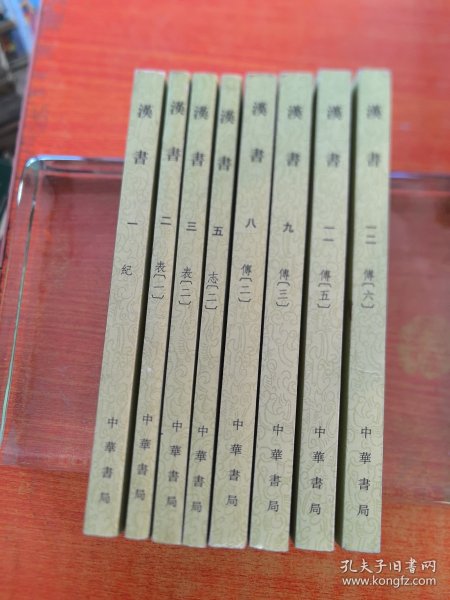 漢書 一 紀 中華書局
漢書 二 表〔一〕 中華書局
漢書 三 表〔二〕 中華書局
漢書 五 志〔二〕 中華書局
漢書 八 傳〔二〕 中華書局
漢書 九 傳〔三〕 中華書局
漢書 一一 傳〔五〕 中華書局
漢書 一二 傳〔六〕 中華書局
孔夫子旧书网
www.kongfz.com